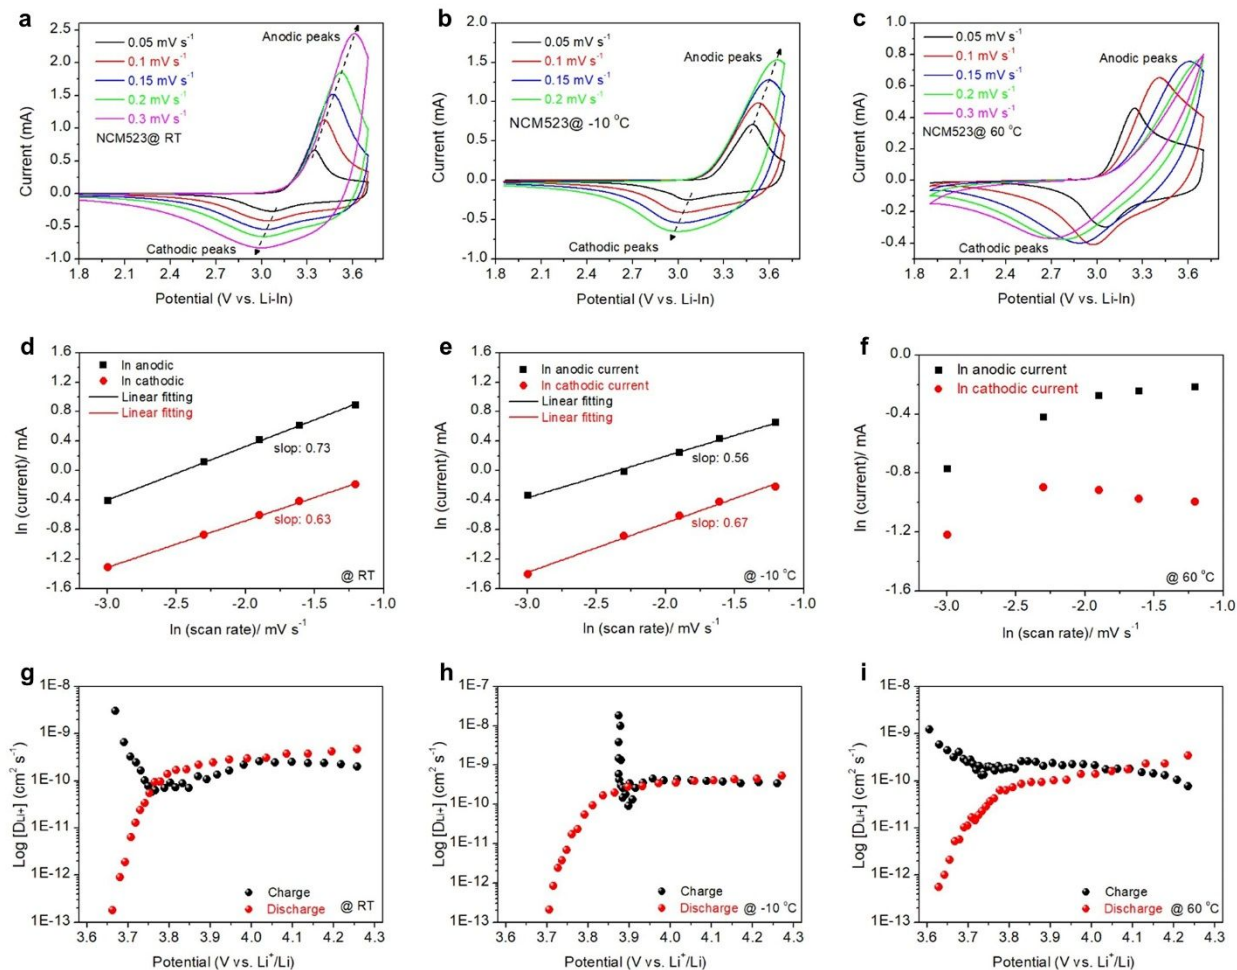 a
2.5
2.0
1.5
1.0
0.5
0.0
-0.5
-1.0
Current (mA)
0.05 mV s⁻¹
0.1 mV s⁻¹
0.15 mV s⁻¹
0.2 mV s⁻¹
0.3 mV s⁻¹
NCM523@ RT
Anodic peaks
Cathodic peaks
1.8 2.1 2.4 2.7 3.0 3.3 3.6
Potential (V vs. Li-In)
b
2.0
1.5
1.0
0.5
0.0
-0.5
-1.0
Current (mA)
0.05 mV s⁻¹
0.1 mV s⁻¹
0.15 mV s⁻¹
0.2 mV s⁻¹
NCM523@ -10 °C
Anodic peaks
Cathodic peaks
1.8 2.1 2.4 2.7 3.0 3.3 3.6
Potential (V vs. Li-In)
c
1.0
0.8
0.6
0.4
0.2
0.0
-0.2
-0.4
Current (mA)
0.05 mV s⁻¹
0.1 mV s⁻¹
0.15 mV s⁻¹
0.2 mV s⁻¹
0.3 mV s⁻¹
NCM523@ 60 °C
Anodic peaks
Cathodic peaks
1.8 2.1 2.4 2.7 3.0 3.3 3.6
Potential (V vs. Li-In)
d
1.6
1.2
0.8
0.4
0.0
-0.4
-0.8
-1.2
-1.6
ln (current)/ mA
ln anodic
ln cathodic
Linear fitting
Linear fitting
slop: 0.73
slop: 0.63
@ RT
-3.0 -2.5 -2.0 -1.5 -1.0
ln (scan rate)/ mV s⁻¹
e
1.6
1.2
0.8
0.4
0.0
-0.4
-0.8
-1.2
-1.6
ln (current)/ mA
ln anodic current
ln cathodic current
Linear fitting
Linear fitting
slop: 0.56
slop: 0.67
@ -10 °C
-3.0 -2.5 -2.0 -1.5 -1.0
ln (scan rate)/ mV s⁻¹
f
0.0
-0.4
-0.8
-1.2
-1.6
ln (current)/ mA
ln anodic current
ln cathodic current
@ 60 °C
-3.0 -2.5 -2.0 -1.5 -1.0
ln (scan rate)/ mV s⁻¹
g
1E-8
1E-9
1E-10
1E-11
1E-12
1E-13
Log [DLi+] (cm² s⁻¹)
Charge
Discharge @ RT
3.6 3.7 3.8 3.9 4.0 4.1 4.2 4.3
Potential (V vs. Li⁺/Li)
h
1E-7
1E-8
1E-9
1E-10
1E-11
1E-12
1E-13
Log [DLi+] (cm² s⁻¹)
Charge
Discharge @ -10 °C
3.6 3.7 3.8 3.9 4.0 4.1 4.2 4.3
Potential (V vs. Li⁺/Li)
i
1E-8
1E-9
1E-10
1E-11
1E-12
1E-13
Log [DLi+] (cm² s⁻¹)
Charge
Discharge @ 60 °C
3.6 3.7 3.8 3.9 4.0 4.1 4.2 4.3
Potential (V vs. Li⁺/Li)